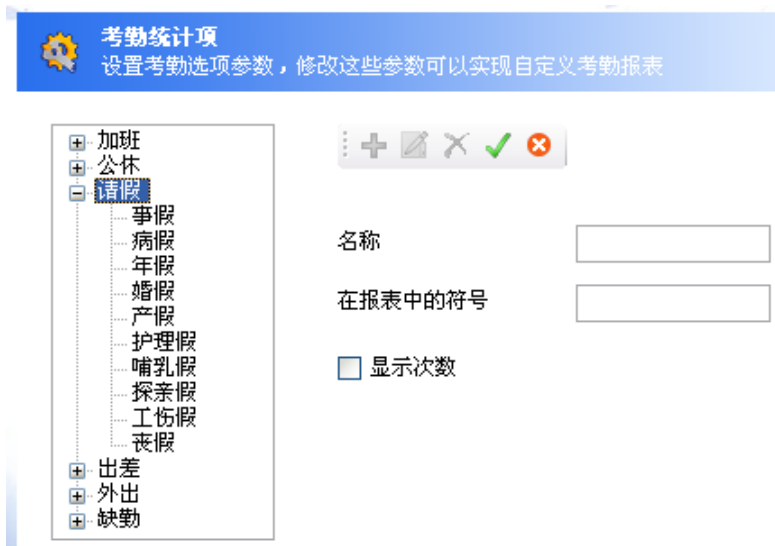 考勤统计项
设置考勤选项参数，修改这些参数可以实现自定义考勤报表
加班
公休
请假
事假
病假
年假
婚假
产假
护理假
哺乳假
探亲假
工伤假
丧假
出差
外出
缺勤
名称
在报表中的符号
显示次数